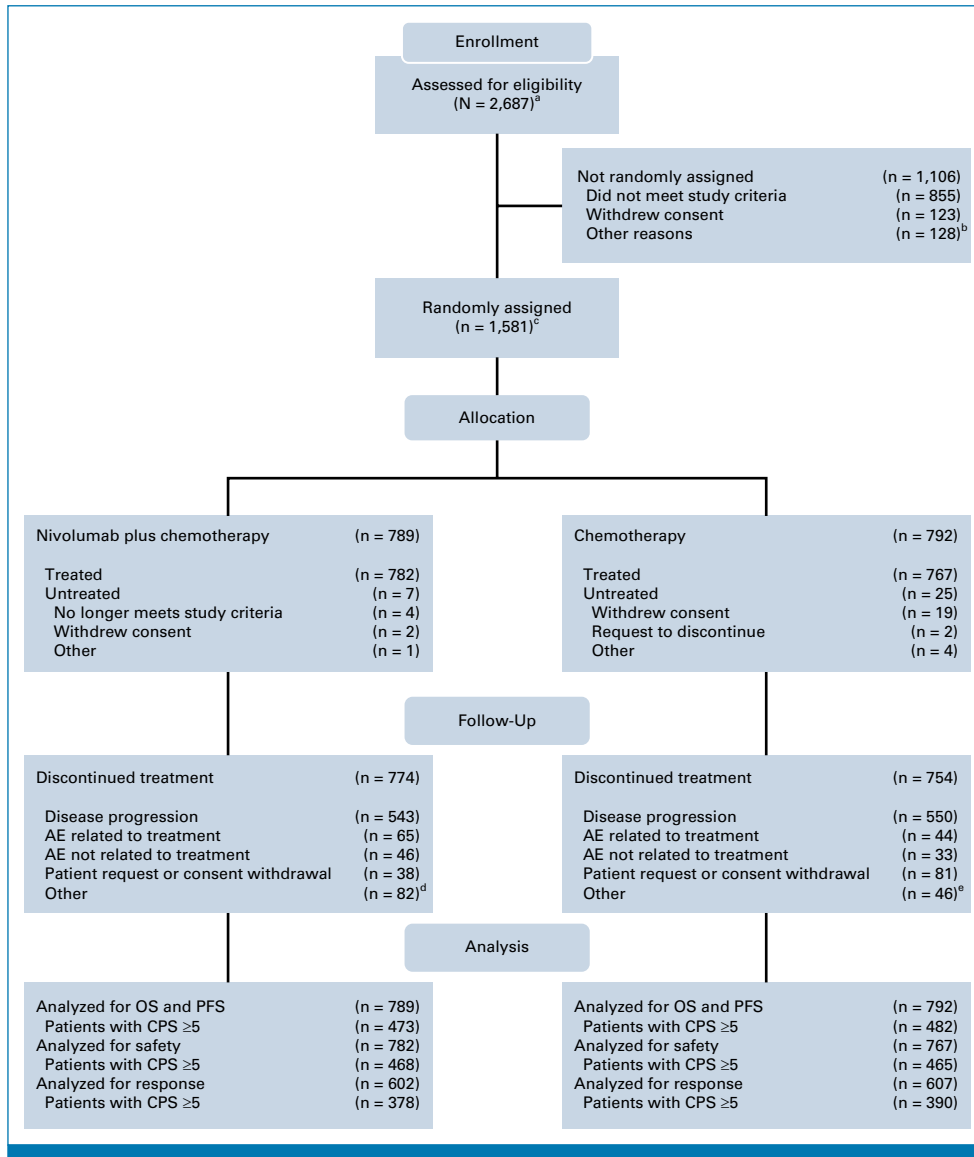 Enrollment
Assessed for eligibility
(N = 2,687)a
Not randomly assigned (n = 1,106)
Did not meet study criteria (n = 855)
Withdrew consent (n = 123)
Other reasons (n = 128)b
Randomly assigned
(n = 1,581)c
Allocation
Nivolumab plus chemotherapy (n = 789)
Treated (n = 782)
Untreated (n = 7)
No longer meets study criteria (n = 4)
Withdrew consent (n = 2)
Other (n = 1)
Chemotherapy (n = 792)
Treated (n = 767)
Untreated (n = 25)
Withdrew consent (n = 19)
Request to discontinue (n = 2)
Other (n = 4)
Follow-Up
Discontinued treatment (n = 774)
Disease progression (n = 543)
AE related to treatment (n = 65)
AE not related to treatment (n = 46)
Patient request or consent withdrawal (n = 38)
Other (n = 82)d
Discontinued treatment (n = 754)
Disease progression (n = 550)
AE related to treatment (n = 44)
AE not related to treatment (n = 33)
Patient request or consent withdrawal (n = 81)
Other (n = 46)e
Analysis
Analyzed for OS and PFS (n = 789)
Patients with CPS ≥5 (n = 473)
Analyzed for safety (n = 782)
Patients with CPS ≥5 (n = 468)
Analyzed for response (n = 602)
Patients with CPS ≥5 (n = 378)
Analyzed for OS and PFS (n = 792)
Patients with CPS ≥5 (n = 482)
Analyzed for safety (n = 767)
Patients with CPS ≥5 (n = 465)
Analyzed for response (n = 607)
Patients with CPS ≥5 (n = 390)